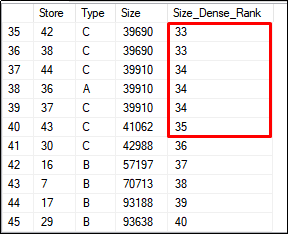 Store Type Size Size_Dense_Rank
35 42 C 39690 33
36 38 C 39690 33
37 44 C 39910 34
38 36 A 39910 34
39 37 C 39910 34
40 43 C 41062 35
41 30 C 42988 36
42 16 B 57197 37
43 7 B 70713 38
44 17 B 93188 39
45 29 B 93638 40